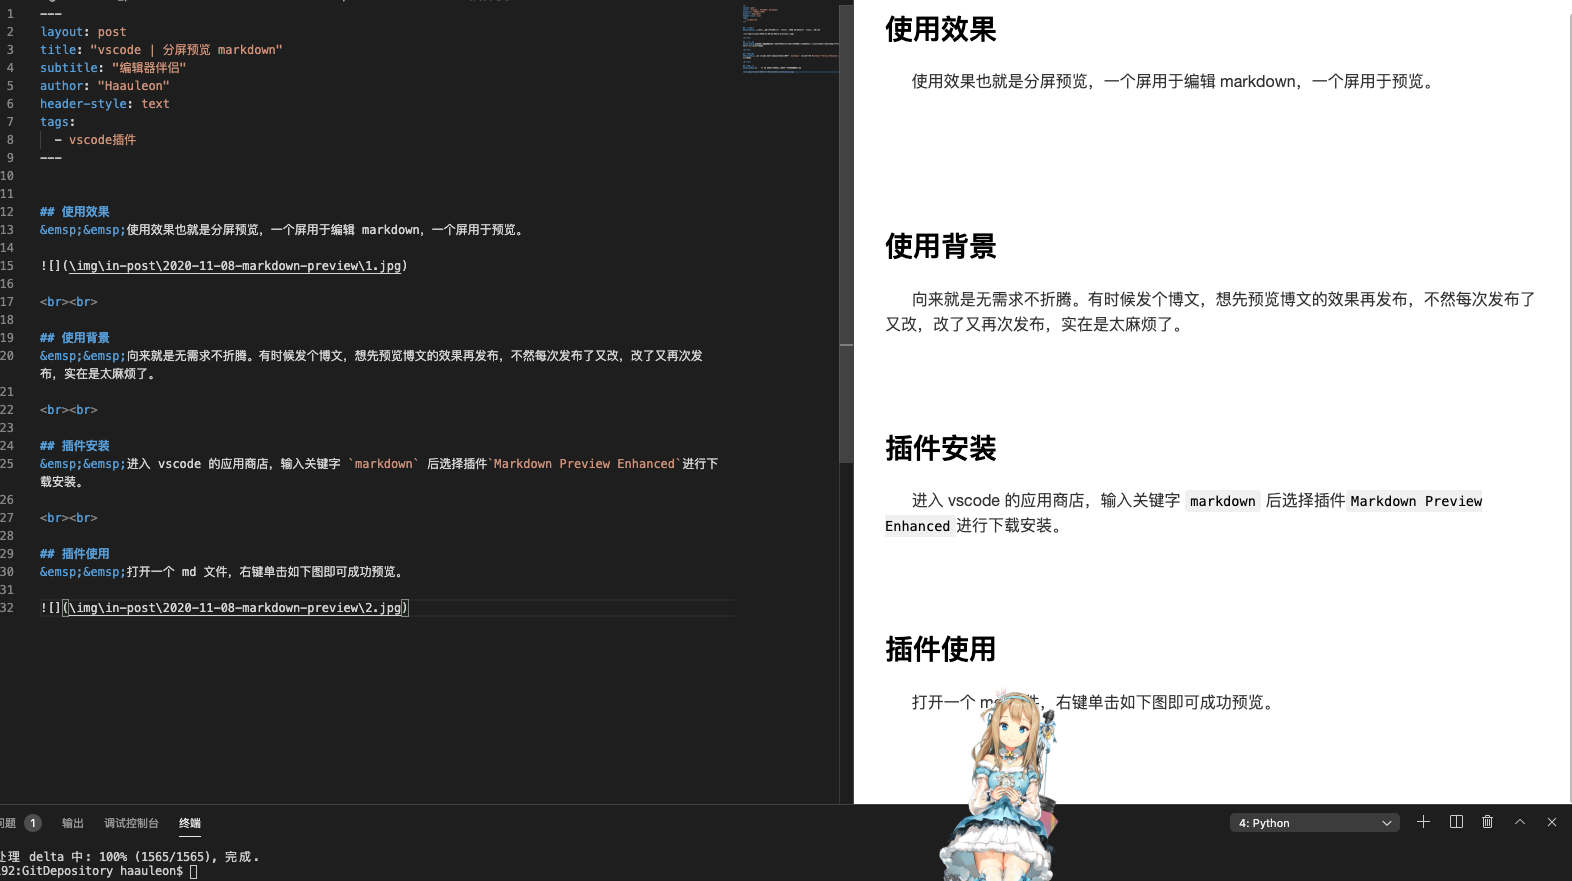 1 ---
2 layout: post
3 title: "vscode | 分屏预览 markdown"
4 subtitle: "编辑器伴侣"
5 author: "Haauleon"
6 header-style: text
7 tags:
8   - vscode插件
9 ---
10
11
12 ## 使用效果
13 &emsp;&emsp;使用效果也就是分屏预览，一个屏用于编辑 markdown，一个屏用于预览。
14
15 ![](\img\in-post\2020-11-08-markdown-preview\1.jpg)
16
17 <br><br>
18
19 ## 使用背景
20 &emsp;&emsp;向来就是无需求不折腾。有时候发个博文，想先预览博文的效果再发布，不然每次发布了又改，改了又再次发
布，实在是太麻烦了。
21
22 <br><br>
23
24 ## 插件安装
25 &emsp;&emsp;进入 vscode 的应用商店，输入关键字 `markdown` 后选择插件`Markdown Preview Enhanced`进行下
载安装。
26
27 <br><br>
28
29 ## 插件使用
30 &emsp;&emsp;打开一个 md 文件，右键单击如下图即可成功预览。
31
32 ![](\img\in-post\2020-11-08-markdown-preview\2.jpg)
使用效果
使用效果也就是分屏预览，一个屏用于编辑 markdown，一个屏用于预览。
使用背景
向来就是无需求不折腾。有时候发个博文，想先预览博文的效果再发布，不然每次发布了
又改，改了又再次发布，实在是太麻烦了。
插件安装
进入 vscode 的应用商店，输入关键字 markdown 后选择插件 Markdown Preview
Enhanced 进行下载安装。
插件使用
打开一个 件，右键单击如下图即可成功预览。
问题 1 输出 调试控制台 终端 4: Python
处理 delta 中: 100% (1565/1565), 完成.
92:GitDepository haauleon$